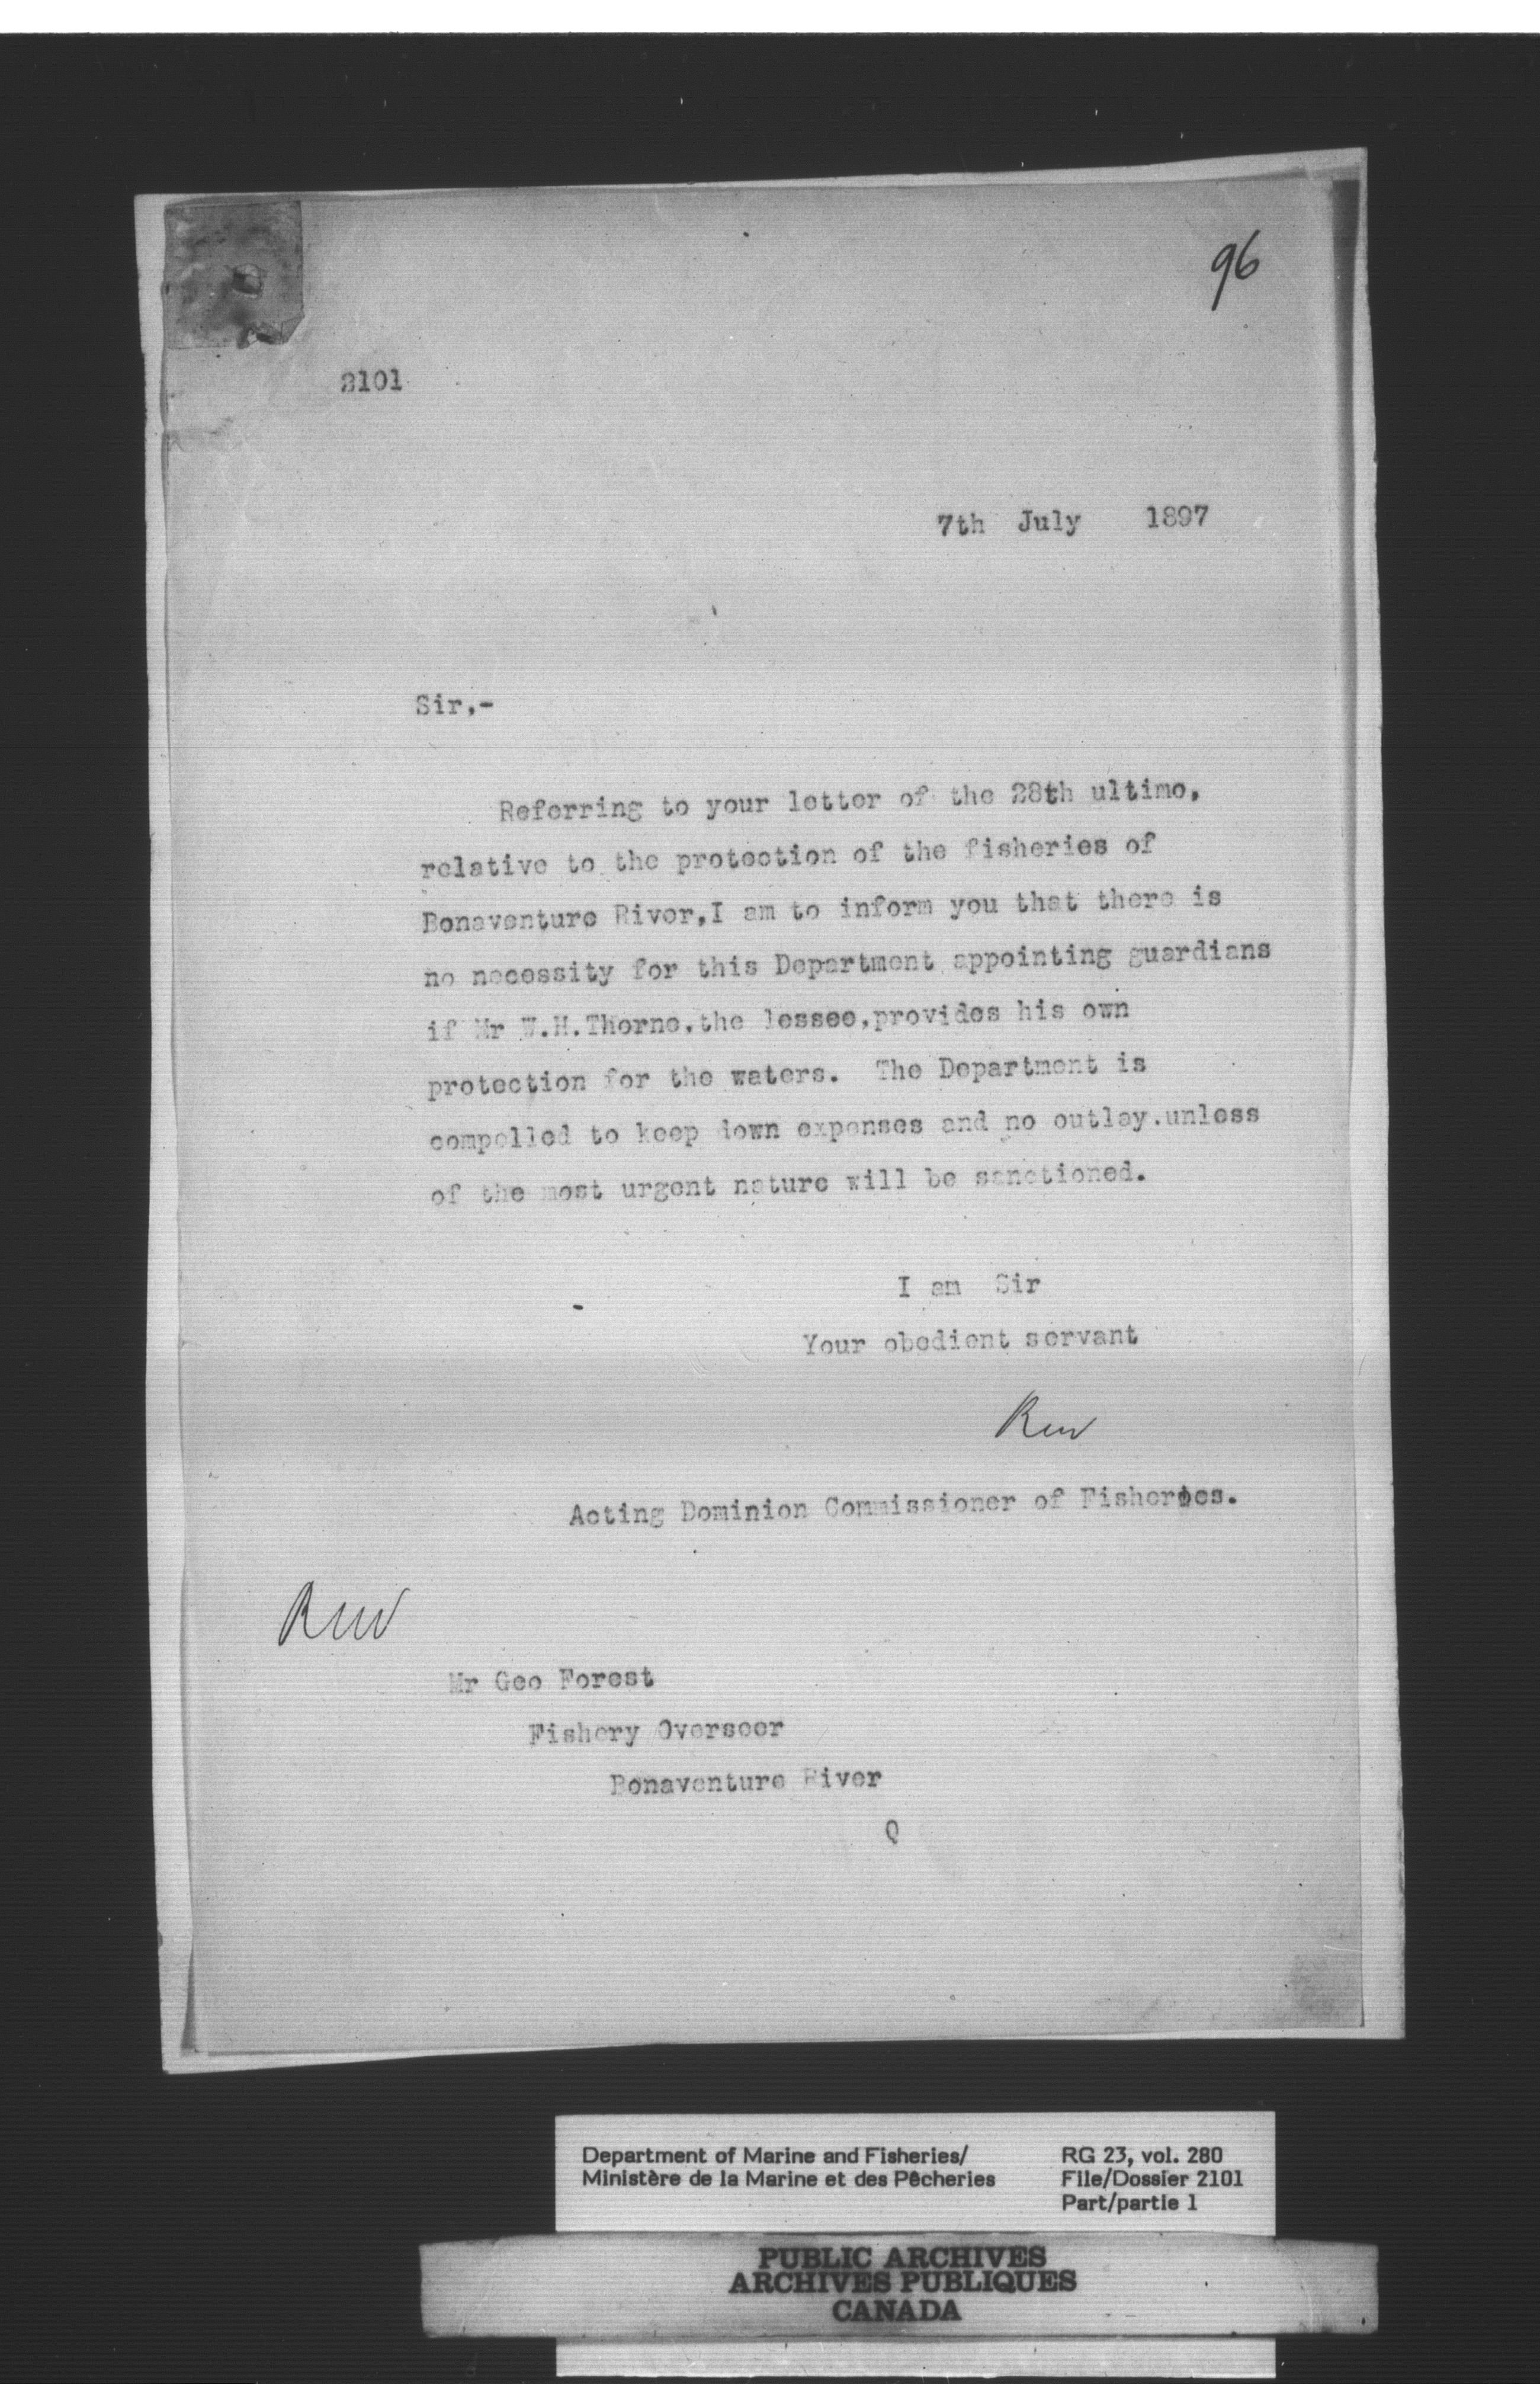 96
2101
7th July 1897
Sir,-
Referring to your letter of the 28th ultimo,
relative to the protection of the fisheries of
Bonaventure River,I am to inform you that there is
no necessity for this Department appointing guardians
if Mr W.H.Thorne,the lessee,provides his own
protection for the waters. The Department is
compelled to keep down expenses and no outlay.unless
of the most urgent nature will be sanctioned.
I am Sir
Your obedient servant
Acting Dominion Commissioner of Fisheries.
Mr Geo Forest
Fishery Overseer
Bonaventure River
Q
Department of Marine and Fisheries/ RG 23, vol. 280
Ministère de la Marine et des Pêcheries File/Dossier 2101
Part/partie 1
PUBLIC ARCHIVES
ARCHIVES PUBLIQUES
CANADA